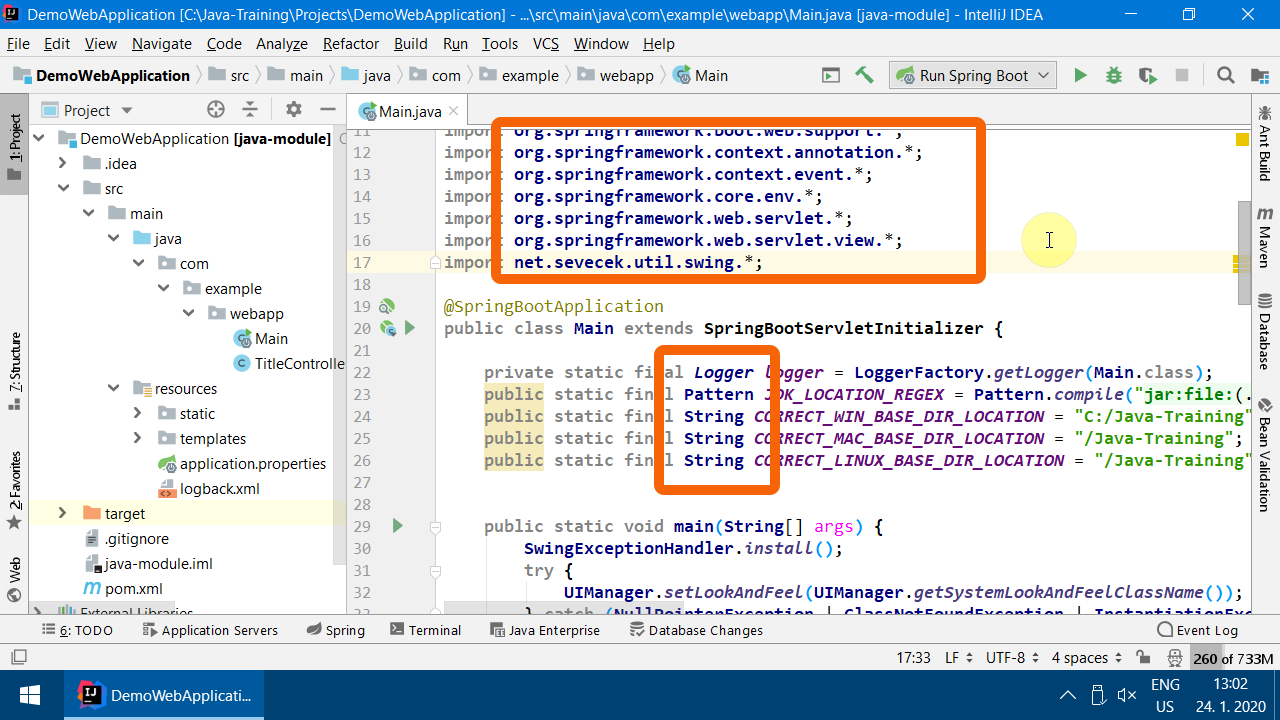 DemoWebApplication [C:\Java-Training\Projects\DemoWebApplication] - ...\src\main\java\com\example\webapp\Main.java [java-module] - IntelliJ IDEA
File Edit View Navigate Code Analyze Refactor Build Run Tools VCS Window Help
DemoWebApplication src main java com example webapp Main Run Spring Boot
Project
Main.java
1: Project
7: Structure
2: Favorites
Web
DemoWebApplication [java-module]
.idea
src
main
java
com
example
webapp
Main
TitleControlle
resources
static
templates
application.properties
logback.xml
target
.gitignore
java-module.iml
pom.xml
External Libraries
11 import org.springframework.boot.web.support.*;
12 import org.springframework.context.annotation.*;
13 import org.springframework.context.event.*;
14 import org.springframework.core.env.*;
15 import org.springframework.web.servlet.*;
16 import org.springframework.web.servlet.view.*;
17 import net.sevecek.util.swing.*;
18
19 @SpringBootApplication
20 public class Main extends SpringBootServletInitializer {
21
22 private static final Logger logger = LoggerFactory.getLogger(Main.class);
23 public static final Pattern JDK_LOCATION_REGEX = Pattern.compile("jar:file:(.
24 public static final String CORRECT_WIN_BASE_DIR_LOCATION = "C:/Java-Training"
25 public static final String CORRECT_MAC_BASE_DIR_LOCATION = "/Java-Training";
26 public static final String CORRECT_LINUX_BASE_DIR_LOCATION = "/Java-Training"
27
28
29 public static void main(String[] args) {
30 SwingExceptionHandler.install();
31 try {
32 UIManager.setLookAndFeel(UIManager.getSystemLookAndFeelClassName());
33 } catch (NullPointerException | ClassNotFoundException | InstantiationExc
Ant Build
Maven
Database
Bean Validation
6: TODO Application Servers Spring Terminal Java Enterprise Database Changes Event Log
17:33 LF UTF-8 4 spaces 260 of 733M
DemoWebApplicati...
ENG
US
13:02
24. 1. 2020